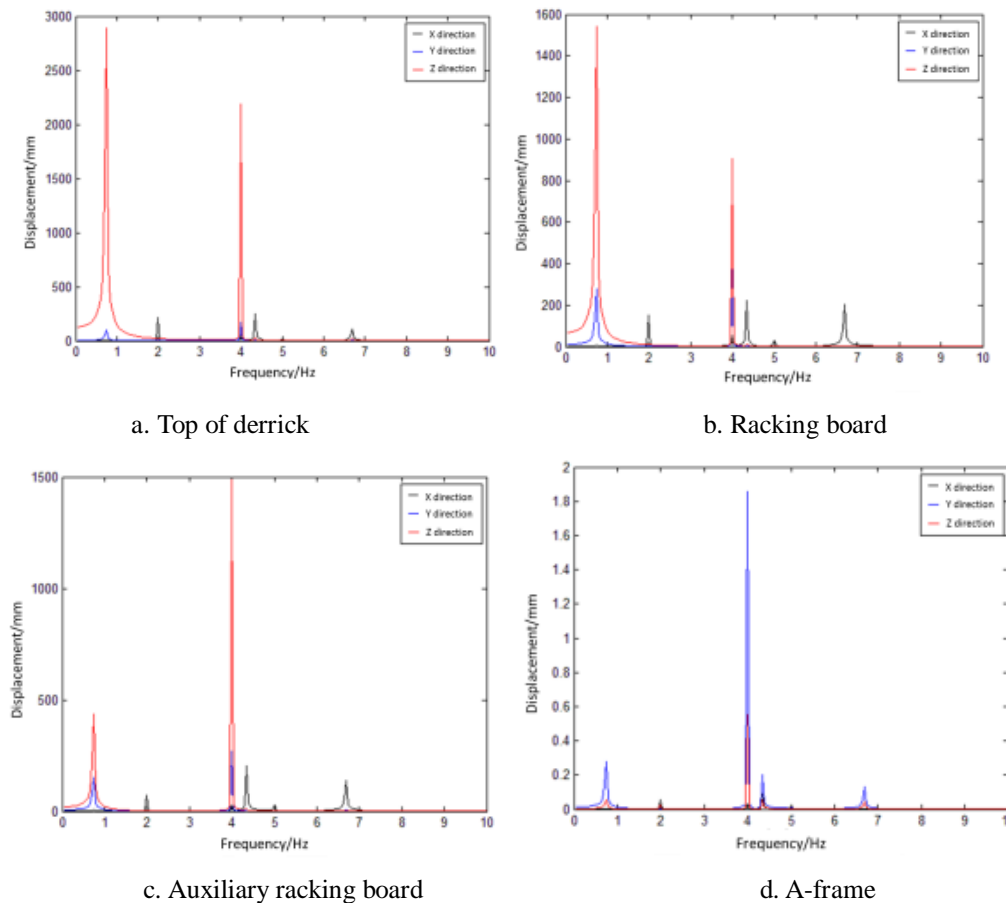 3000
2500
2000
1500
1000
500
0
Displacement/mm
X direction
Y direction
Z direction
0 1 2 3 4 5 6 7 8 9 10
Frequency/Hz
a. Top of derrick
1600
1400
1200
1000
800
600
400
200
0
Displacement/mm
X direction
Y direction
Z direction
0 1 2 3 4 5 6 7 8 9 10
Frequency/Hz
b. Racking board
1500
1000
500
0
Displacement/mm
X direction
Y direction
Z direction
0 1 2 3 4 5 6 7 8 9 10
Frequency/Hz
c. Auxiliary racking board
2
1.8
1.6
1.4
1.2
1
0.8
0.6
0.4
0.2
0
Displacement/mm
X direction
Y direction
Z direction
0 1 2 3 4 5 6 7 8 9
Frequency/Hz
d. A-frame